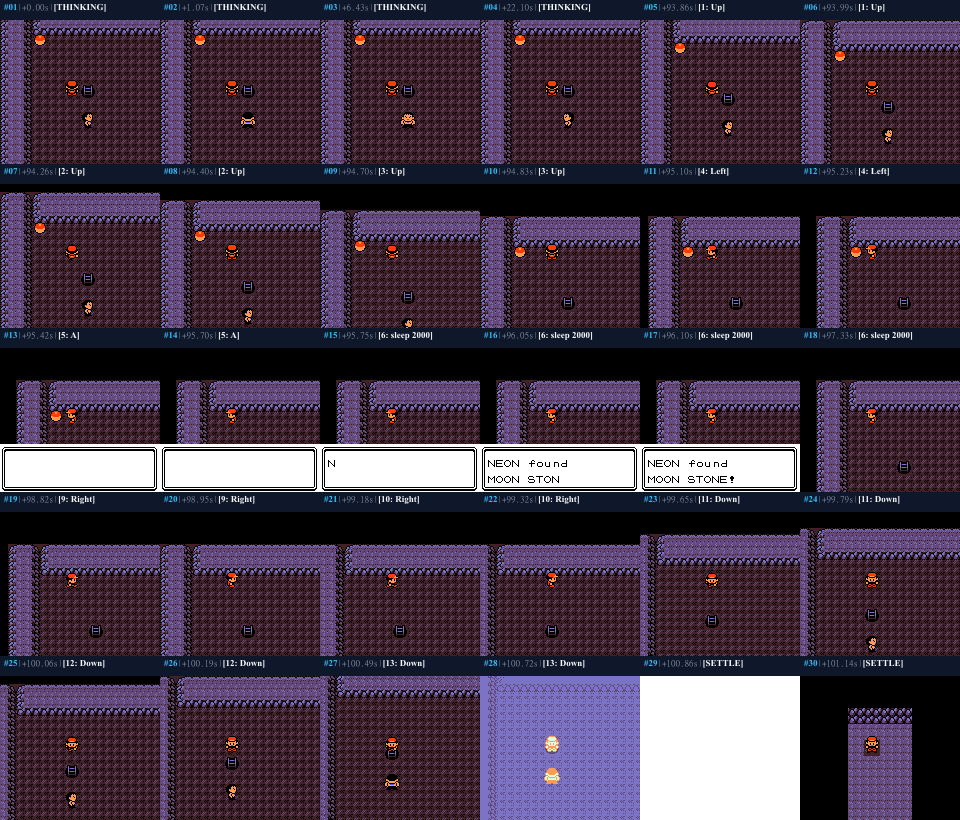 #01|+0.00s|[THINKING] #02|+1.07s|[THINKING] #03|+6.43s|[THINKING] #04|+22.10s|[THINKING] #05|+93.86s|[1: Up] #06|+93.99s|[1: Up]
#07|+94.26s|[2: Up] #08|+94.40s|[2: Up] #09|+94.70s|[3: Up] #10|+94.83s|[3: Up] #11|+95.10s|[4: Left] #12|+95.23s|[4: Left]
#13|+95.42s|[5: A] #14|+95.70s|[5: A] #15|+95.75s|[6: sleep 2000] #16|+96.05s|[6: sleep 2000] #17|+96.10s|[6: sleep 2000] #18|+97.33s|[6: sleep 2000]
N
NEON found
MOON STON
NEON found
MOON STONE!
#19|+98.82s|[9: Right] #20|+98.95s|[9: Right] #21|+99.18s|[10: Right] #22|+99.32s|[10: Right] #23|+99.65s|[11: Down] #24|+99.79s|[11: Down]
#25|+100.06s|[12: Down] #26|+100.19s|[12: Down] #27|+100.49s|[13: Down] #28|+100.72s|[13: Down] #29|+100.86s|[SETTLE] #30|+101.14s|[SETTLE]